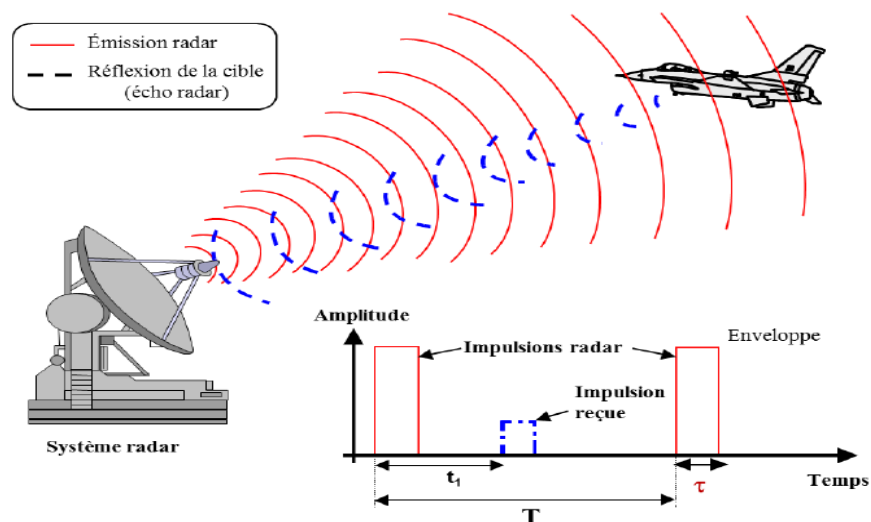 Émission radar
Réflexion de la cible
(écho radar)
Système radar
Amplitude
Enveloppe
Impulsions radar
Impulsion
reçue
t₁
τ
Temps
T